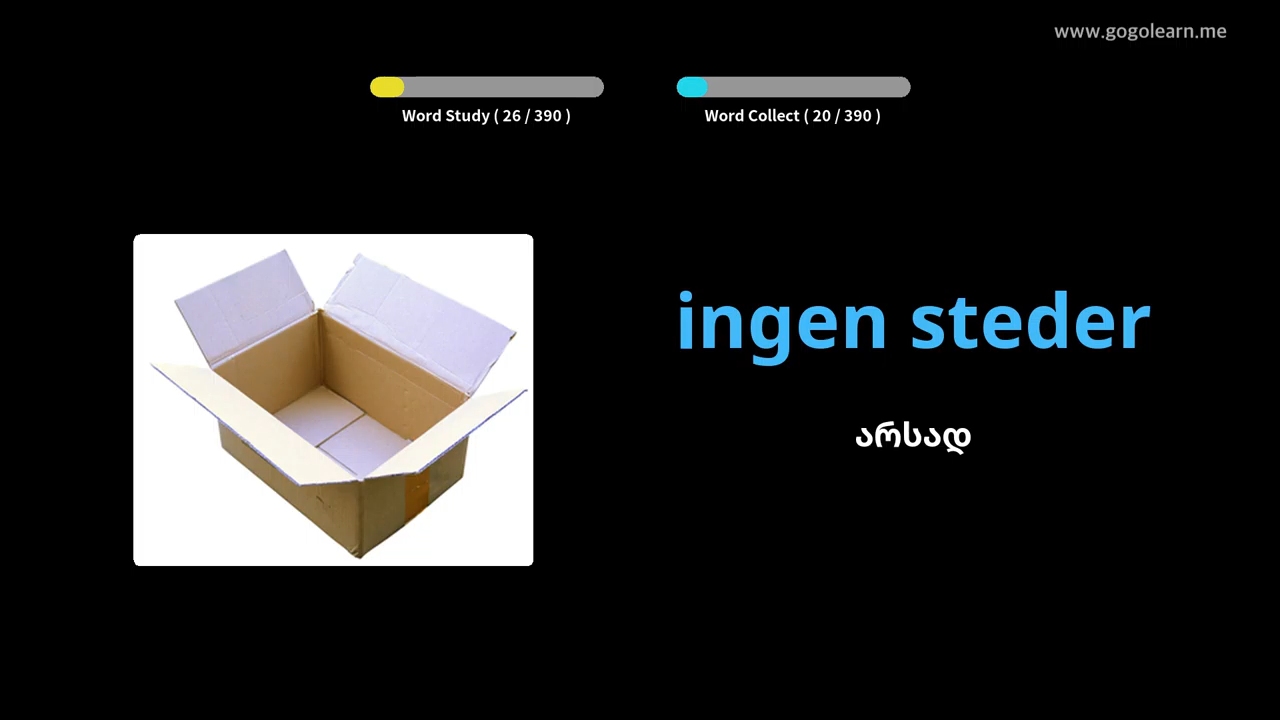 www.gogolearn.me
Word Study ( 26 / 390 )
Word Collect ( 20 / 390 )
ingen steder
არსად